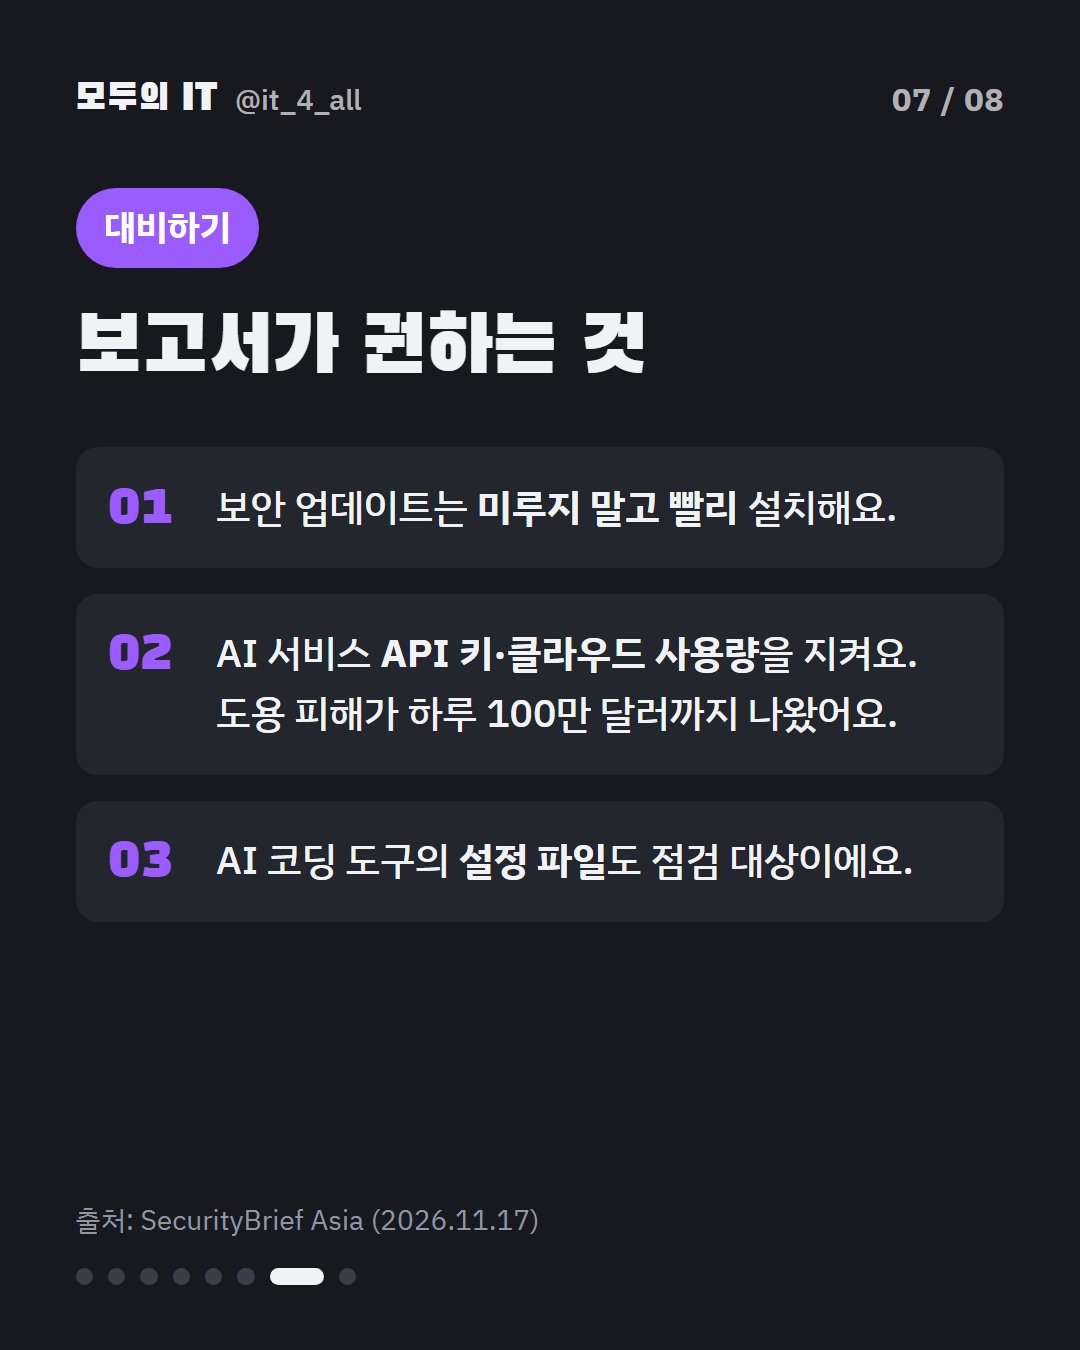 모두의 IT @it_4_all
07 / 08
대비하기
보고서가 권하는 것
01 보안 업데이트는 미루지 말고 빨리 설치해요.
02 AI 서비스 API 키·클라우드 사용량을 지켜요.
도용 피해가 하루 100만 달러까지 나왔어요.
03 AI 코딩 도구의 설정 파일도 점검 대상이에요.
출처: SecurityBrief Asia (2026.11.17)